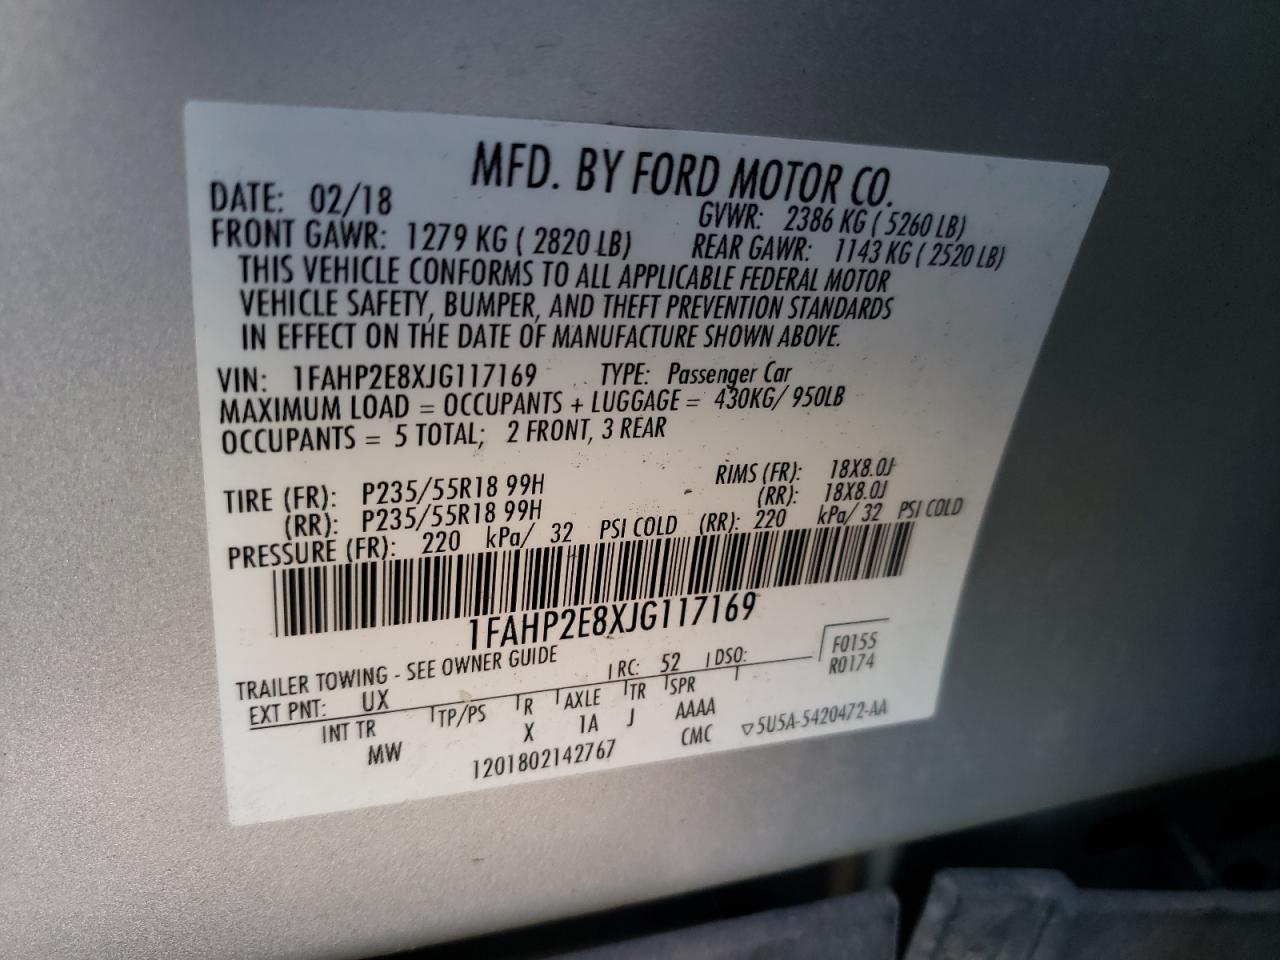 MFD. BY FORD MOTOR CO.
DATE: 02/18 GVWR: 2386 KG ( 5260 LB)
FRONT GAWR: 1279 KG ( 2820 LB) REAR GAWR: 1143 KG ( 2520 LB)
THIS VEHICLE CONFORMS TO ALL APPLICABLE FEDERAL MOTOR
VEHICLE SAFETY, BUMPER, AND THEFT PREVENTION STANDARDS
IN EFFECT ON THE DATE OF MANUFACTURE SHOWN ABOVE.
VIN: 1FAHP2E8XJG117169 TYPE: Passenger Car
MAXIMUM LOAD = OCCUPANTS + LUGGAGE = 430KG/ 950LB
OCCUPANTS = 5 TOTAL; 2 FRONT, 3 REAR
TIRE (FR): P235/55R18 99H RIMS (FR): 18X8.0J
(RR): P235/55R18 99H (RR): 18X8.0J
PRESSURE (FR): 220 kPa/ 32 PSI COLD (RR): 220 kPa/ 32 PSI COLD
1FAHP2E8XJG117169
TRAILER TOWING - SEE OWNER GUIDE F0155
EXT PNT: UX RC: 52 DSO: R0174
INT TR TP/PS R AXLE TR SPR
MW X 1A J AAAA
1201802142767 CMC ▽5U5A-5420472-AA